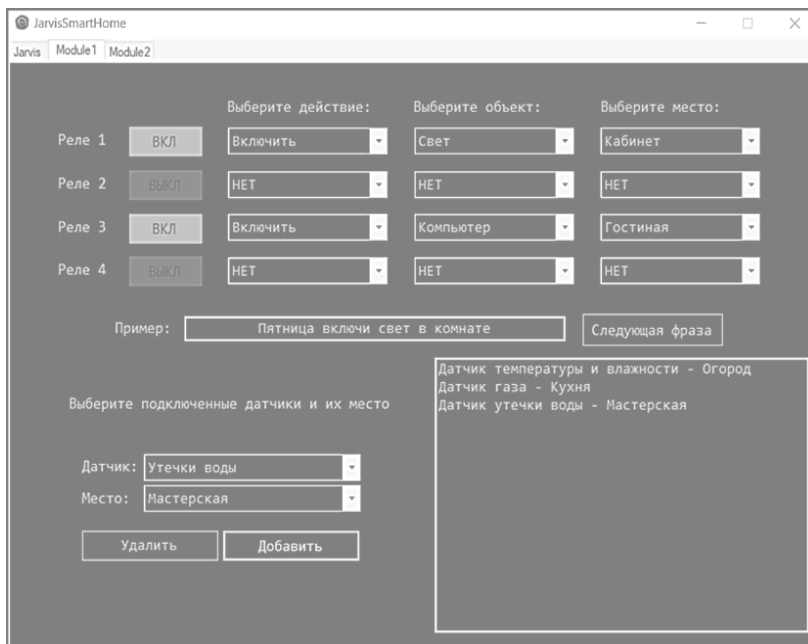 JarvisSmartHome
Jarvis Module1 Module2
Выберите действие: Выберите объект: Выберите место:
Реле 1 ВКЛ Включить Свет Кабинет
Реле 2 ВЫКЛ НЕТ НЕТ НЕТ
Реле 3 ВКЛ Включить Компьютер Гостиная
Реле 4 ВЫКЛ НЕТ НЕТ НЕТ
Пример: Пятница включи свет в комнате Следующая фраза
Датчик температуры и влажности - Огород
Датчик газа - Кухня
Датчик утечки воды - Мастерская
Выберите подключенные датчики и их место
Датчик: Утечки воды
Место: Мастерская
Удалить Добавить